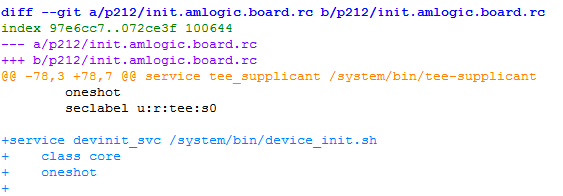 diff --git a/p212/init.amlogic.board.rc b/p212/init.amlogic.board.rc
index 97e6cc7..072ce3f 100644
--- a/p212/init.amlogic.board.rc
+++ b/p212/init.amlogic.board.rc
@@ -78,3 +78,7 @@ service tee_supplicant /system/bin/tee-supplicant
        oneshot
        seclabel u:r:tee:s0

+service devinit_svc /system/bin/device_init.sh
+    class core
+    oneshot
+